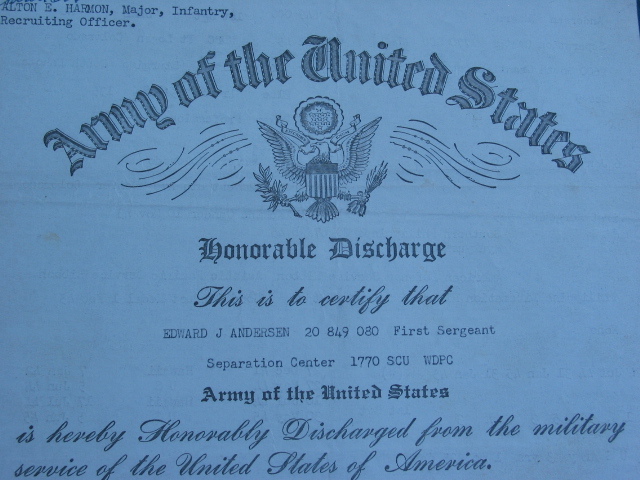 ALTON E. HARMON, Major, Infantry,
Recruiting Officer.
Army of the United States
Honorable Discharge
This is to certify that
EDWARD J ANDERSEN 20 849 080 First Sergeant
Separation Center 1770 SCU WDPC
Army of the United States
is hereby Honorably Discharged from the military
service of the United States of America.